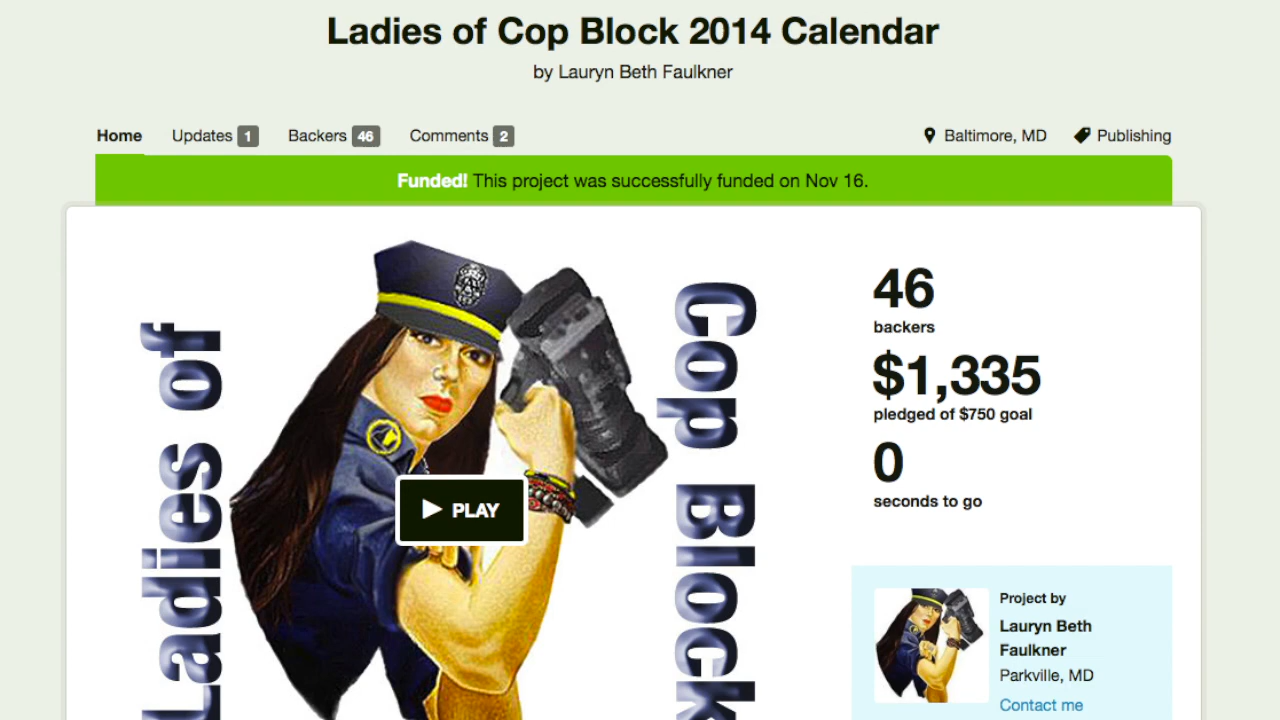 Ladies of Cop Block 2014 Calendar
by Lauryn Beth Faulkner
Home Updates 1 Backers 46 Comments 2 Baltimore, MD Publishing
Funded! This project was successfully funded on Nov 16.
Ladies of
Cop Block
PLAY
46
backers
$1,335
pledged of $750 goal
0
seconds to go
Project by
Lauryn Beth
Faulkner
Parkville, MD
Contact me